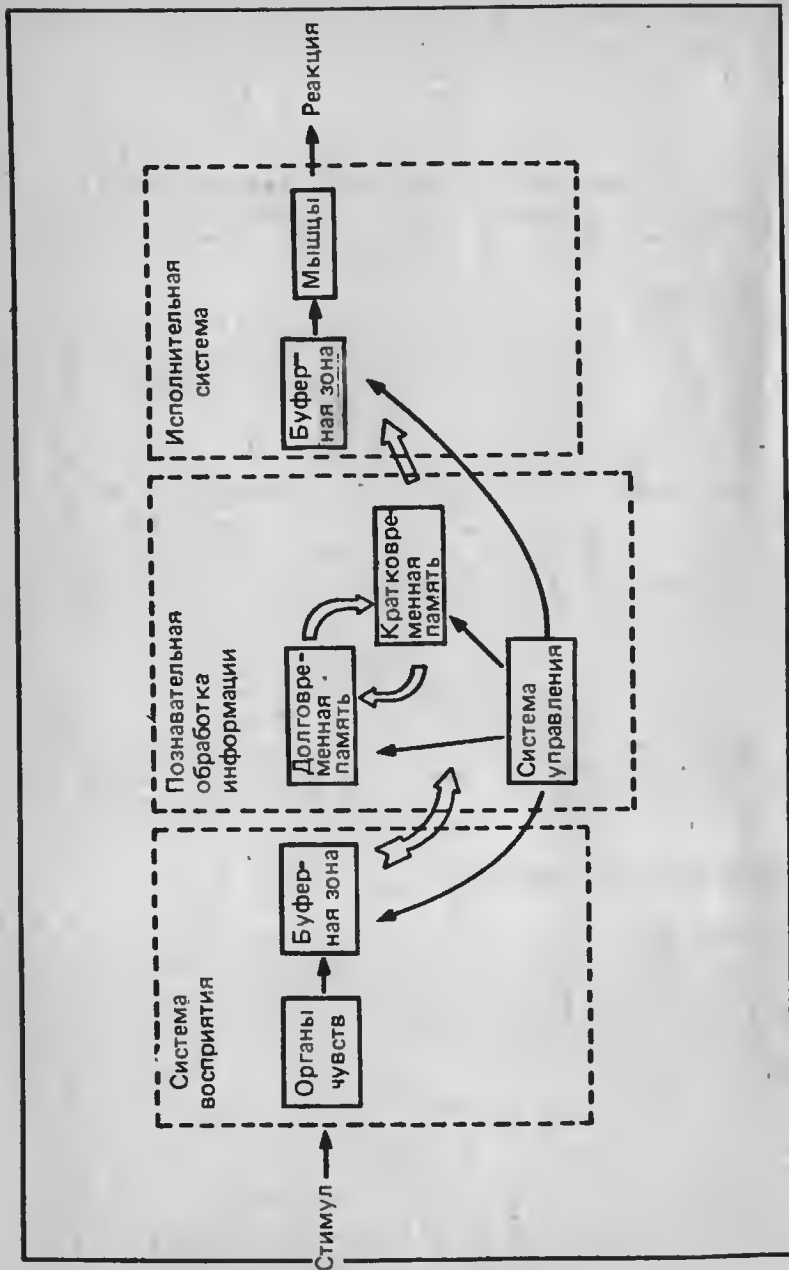 Стимул
Система
восприятия
Органы
чувств
Буфер-
ная зона
Познавательная
обработка
информации
Долговре-
менная
память
Кратковре-
менная
память
Система
управления
Исполнительная
система
Буфер-
ная зона
Мышцы
Реакция